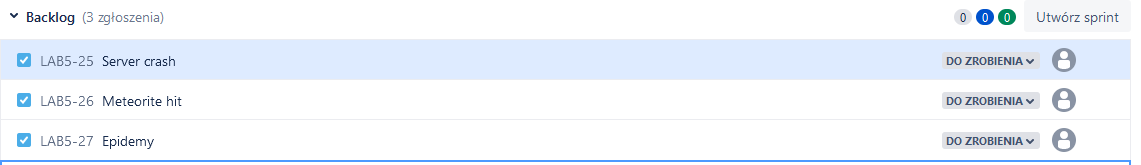 Backlog (3 zgłoszenia) 0 0 0 Utwórz sprint
LAB5-25 Server crash DO ZROBIENIA
LAB5-26 Meteorite hit DO ZROBIENIA
LAB5-27 Epidemy DO ZROBIENIA